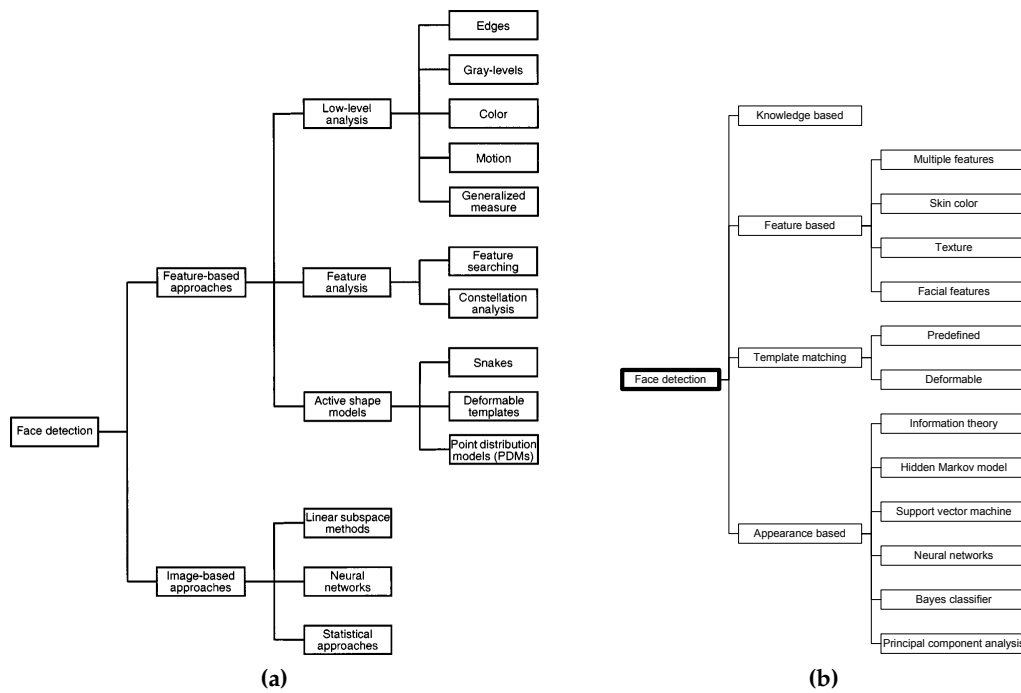 Edges
Gray-levels
Low-level
analysis
Color
Motion
Generalized
measure
Feature-based
approaches
Feature
analysis
Feature
searching
Constellation
analysis
Snakes
Active shape
models
Deformable
templates
Point distribution
models (PDMs)
Face detection
Linear subspace
methods
Image-based
approaches
Neural
networks
Statistical
approaches
(a)
Knowledge based
Multiple features
Skin color
Feature based
Texture
Facial features
Predefined
Template matching
Deformable
Face detection
Information theory
Hidden Markov model
Support vector machine
Appearance based
Neural networks
Bayes classifier
Principal component analysis
(b)